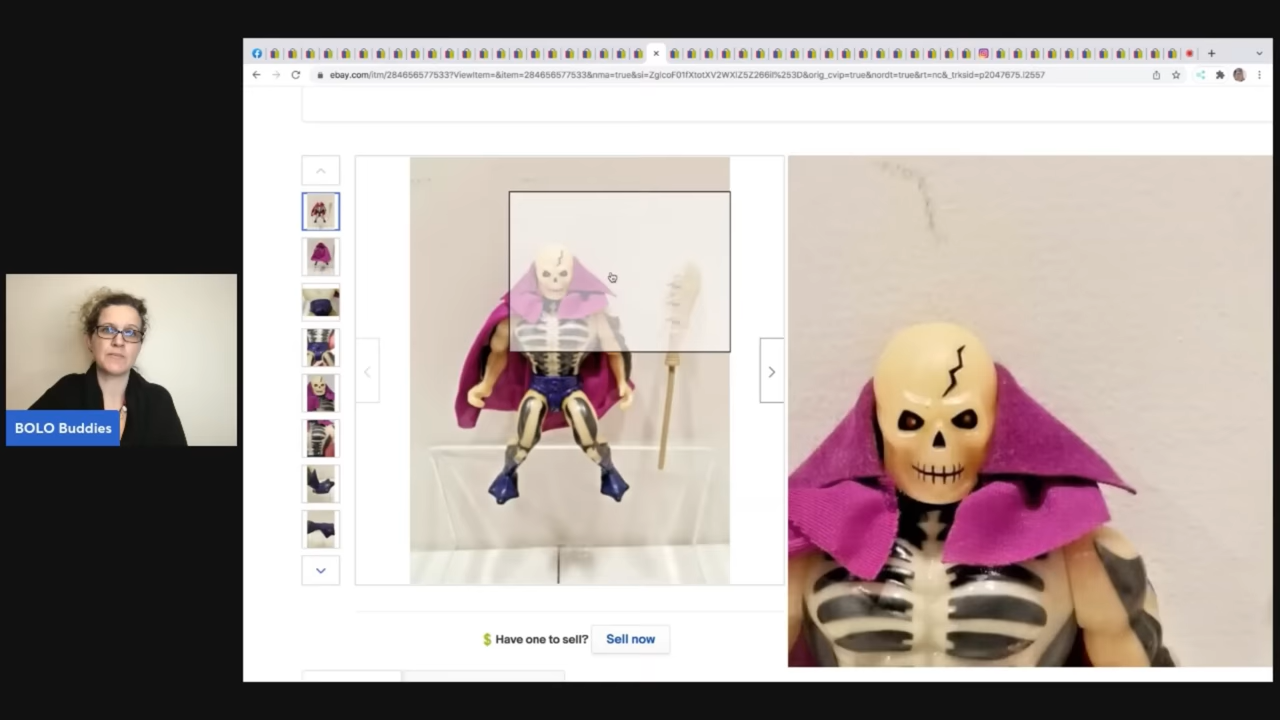 ebay.com/itm/284656577533?ViewItem=&item=284656577533&nma=true&si=ZglcoF01fXtotXV2WXlZ5Z266iI%253D&orig_cvip=true&nordt=true&rt=nc&_trksid=p2047675.l2557
BOLO Buddies
$ Have one to sell? Sell now